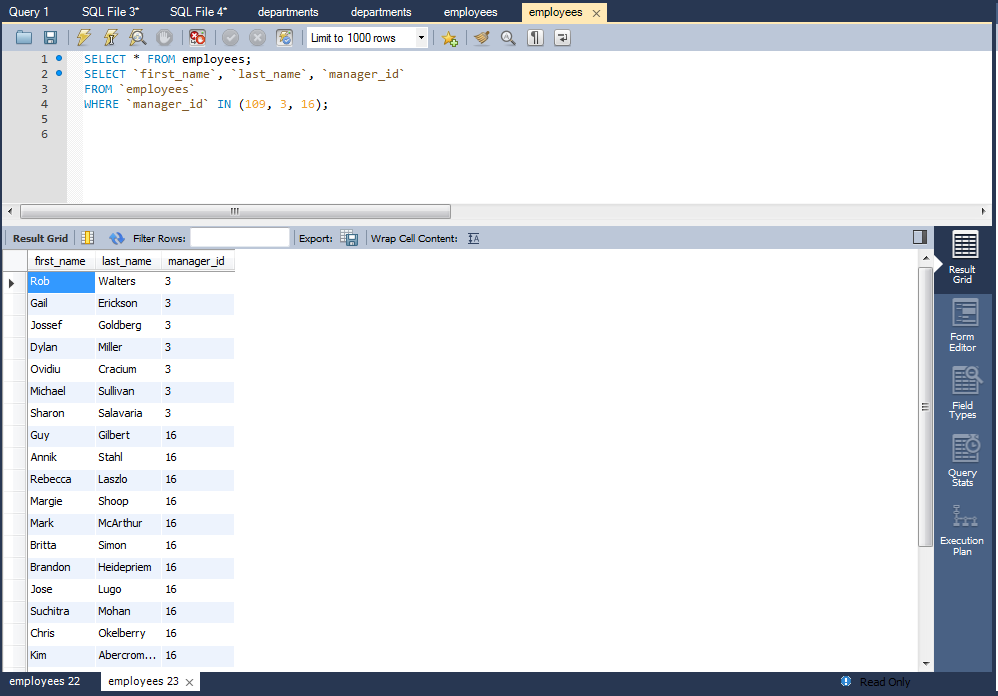 Query 1 SQL File 3* SQL File 4* departments departments employees employees
Limit to 1000 rows
1 SELECT * FROM employees;
2 SELECT `first_name`, `last_name`, `manager_id`
3 FROM `employees`
4 WHERE `manager_id` IN (109, 3, 16);
5
6
Result Grid Filter Rows: Export: Wrap Cell Content: IA
first_name last_name manager_id
Rob Walters 3
Gail Erickson 3
Jossef Goldberg 3
Dylan Miller 3
Ovidiu Cracium 3
Michael Sullivan 3
Sharon Salavaria 3
Guy Gilbert 16
Annik Stahl 16
Rebecca Laszlo 16
Margie Shoop 16
Mark McArthur 16
Britta Simon 16
Brandon Heidepriem 16
Jose Lugo 16
Suchitra Mohan 16
Chris Okelberry 16
Kim Abercrom... 16
Result
Grid
Form
Editor
Field
Types
Query
Stats
Execution
Plan
employees 22 employees 23 Read Only